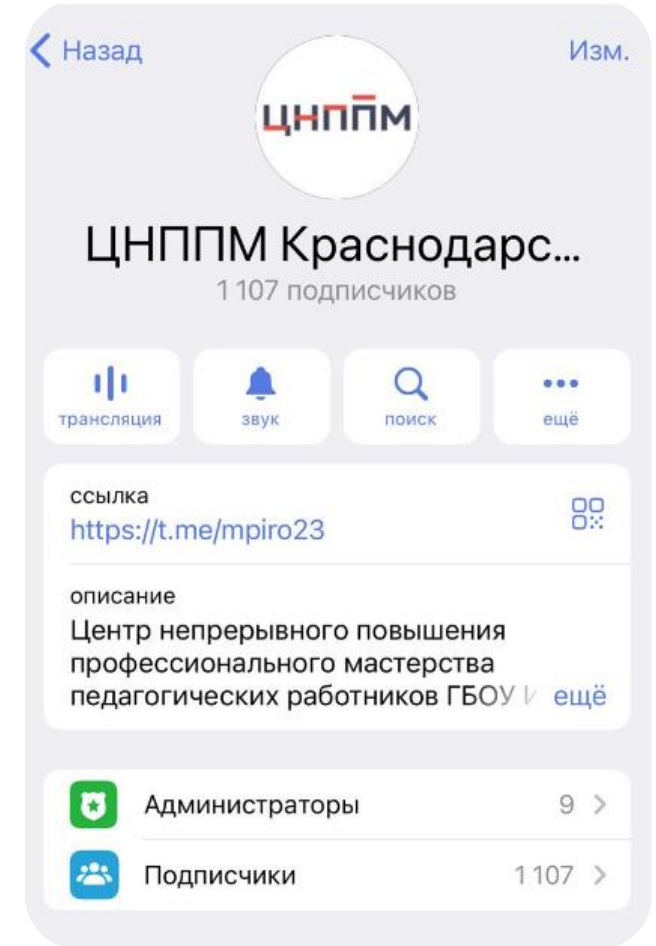 Назад
Изм.
ЦНППМ
ЦНППМ Краснодарс...
1 107 подписчиков
трансляция
звук
поиск
ещё
ссылка
https://t.me/mpiro23
описание
Центр непрерывного повышения
профессионального мастерства
педагогических работников ГБОУ И ещё
Администраторы 9
Подписчики 1 107